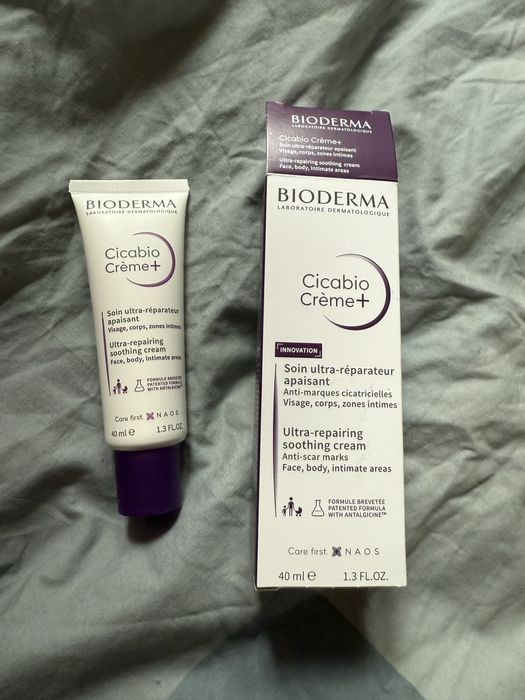 BIODERMA
LABORATOIRE DERMATOLOGIQUE
Cicabio
Crème+
Soin ultra-réparateur
apaisant
Visage, corps, zones intimes
Ultra-repairing
soothing cream
Face, body, intimate areas
FORMULE BREVETÉE
PATENTED FORMULA
WITH ANTALGICINE™
Care first. NAOS
40 ml e 1.3 FL.OZ.
BIODERMA
LABORATOIRE DERMATOLOGIQUE
Cicabio Crème+
Soin ultra-réparateur apaisant
Visage, corps, zones intimes
Ultra-repairing soothing cream
Face, body, intimate areas
BIODERMA
LABORATOIRE DERMATOLOGIQUE
Cicabio
Crème+
INNOVATION
Soin ultra-réparateur
apaisant
Anti-marques cicatricielles
Visage, corps, zones intimes
Ultra-repairing
soothing cream
Anti-scar marks
Face, body, intimate areas
FORMULE BREVETÉE
PATENTED FORMULA
WITH ANTALGICINE™
Care first. NAOS
40 ml e 1.3 FL.OZ.